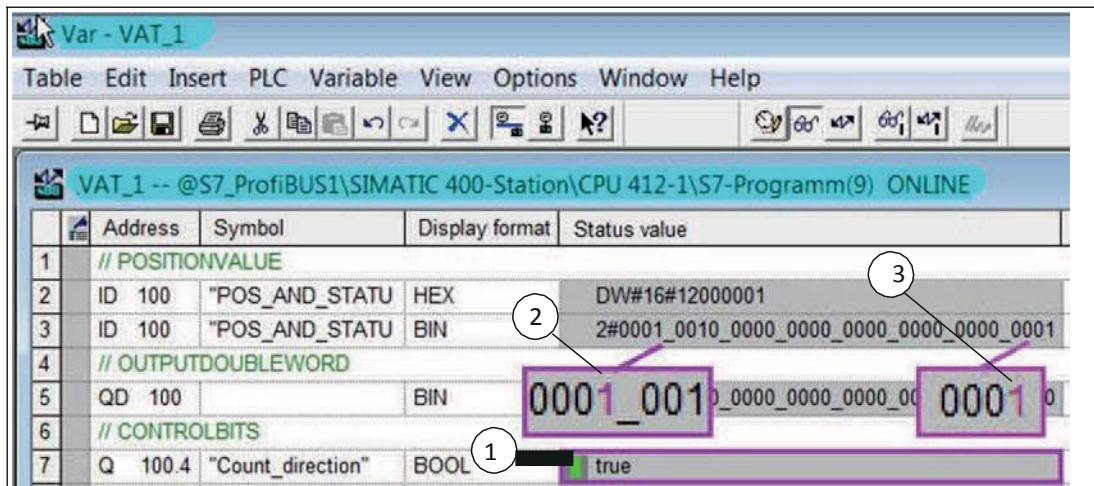 Var - VAT_1
Table Edit Insert PLC Variable View Options Window Help
VAT_1 -- @S7_ProfiBUS1\SIMATIC 400-Station\CPU 412-1\S7-Programm(9) ONLINE
Address Symbol Display format Status value
1 // POSITIONVALUE
2 ID 100 "POS_AND_STATU HEX DW#16#12000001
3 ID 100 "POS_AND_STATU BIN 2#0001_0010_0000_0000_0000_0000_0000_0001
4 // OUTPUTDOUBLEWORD
5 QD 100 BIN 0001_001 0_0000_0000_0000_00 0001 0
6 // CONTROLBITS
7 Q 100.4 "Count_direction" BOOL true
1
2
3